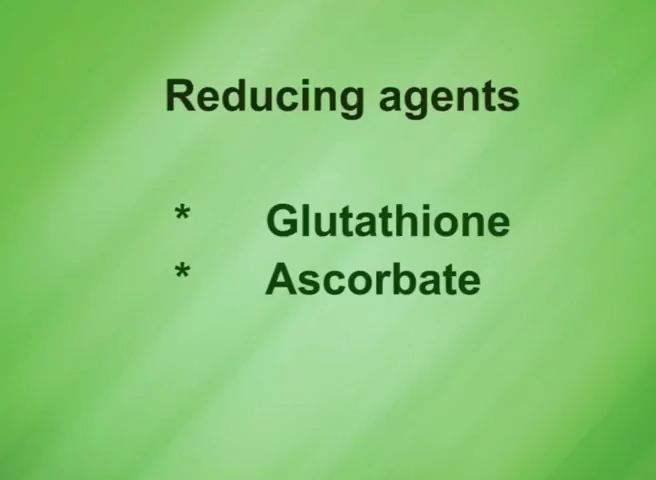 Reducing agents
* Glutathione
* Ascorbate